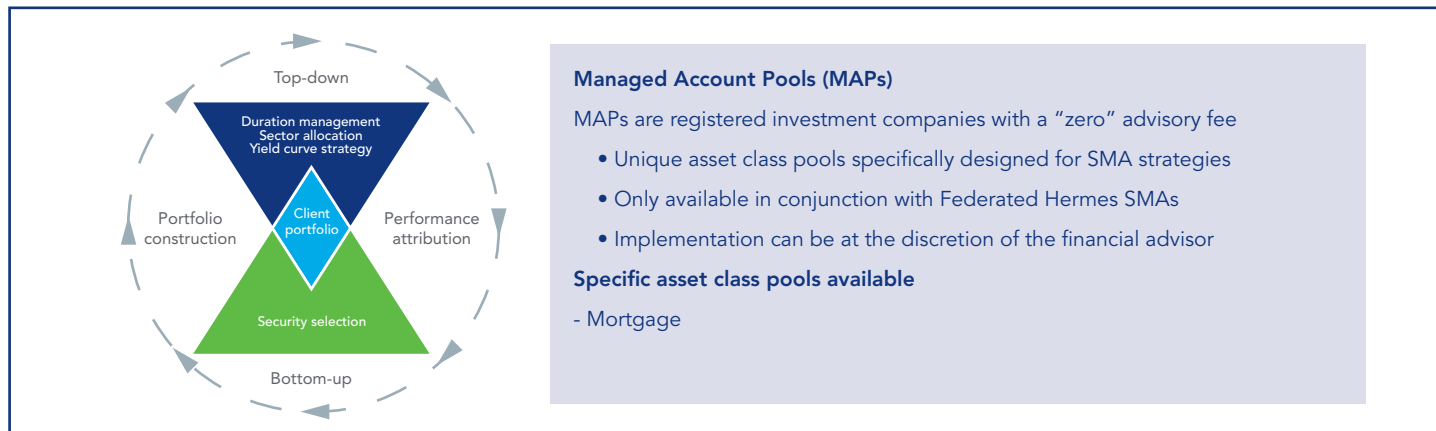 Top-down
Duration management
Sector allocation
Yield curve strategy
Portfolio
construction
Client
portfolio
Performance
attribution
Security selection
Bottom-up
Managed Account Pools (MAPs)
MAPs are registered investment companies with a “zero” advisory fee
• Unique asset class pools specifically designed for SMA strategies
• Only available in conjunction with Federated Hermes SMAs
• Implementation can be at the discretion of the financial advisor
Specific asset class pools available
- Mortgage